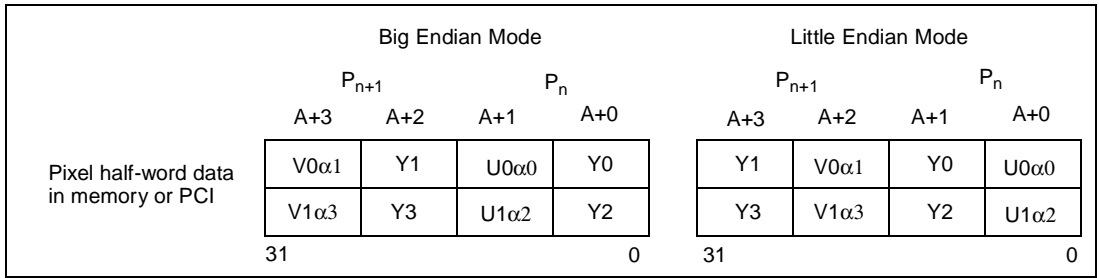 Big Endian Mode Little Endian Mode
Pn+1 Pn Pn+1 Pn
A+3 A+2 A+1 A+0 A+3 A+2 A+1 A+0
Pixel half-word data
in memory or PCI
V0α1 Y1 U0α0 Y0 Y1 V0α1 Y0 U0α0
V1α3 Y3 U1α2 Y2 Y3 V1α3 Y2 U1α2
31 0 31 0